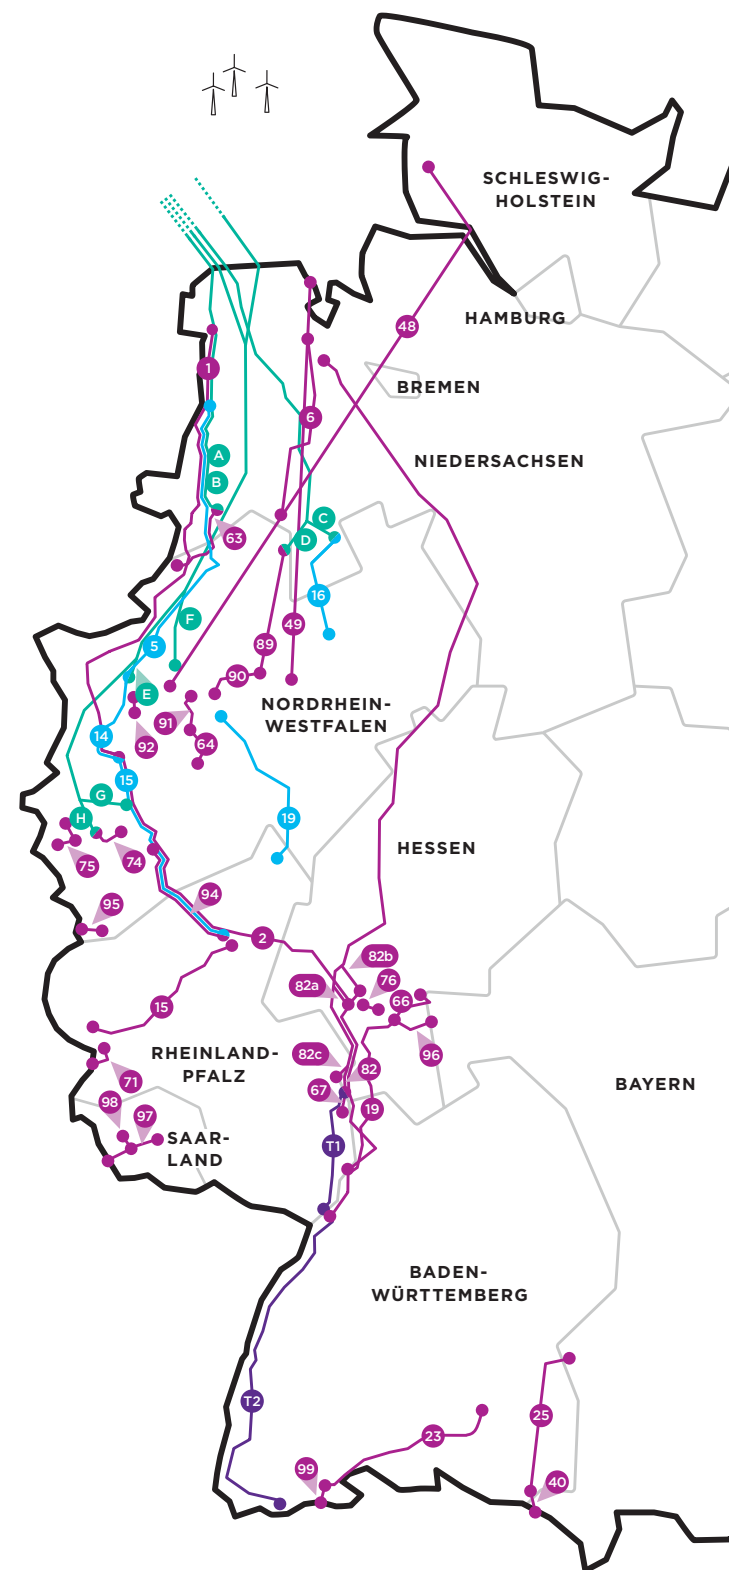 SCHLESWIG-
HOLSTEIN
HAMBURG
48
1
BREMEN
6
A
NIEDERSACHSEN
B
C
63
D
16
F
49
5
89
90
E
NORDRHEIN-
WESTFALEN
91
14
92
64
15
G
H
19
HESSEN
75
74
94
95
2
82b
76
82a
66
15
RHEINLAND-
PFALZ
82c
96
82
71
67
BAYERN
98
97
19
SAAR-
LAND
T1
BADEN-
WÜRTTEMBERG
T2
25
23
99
40